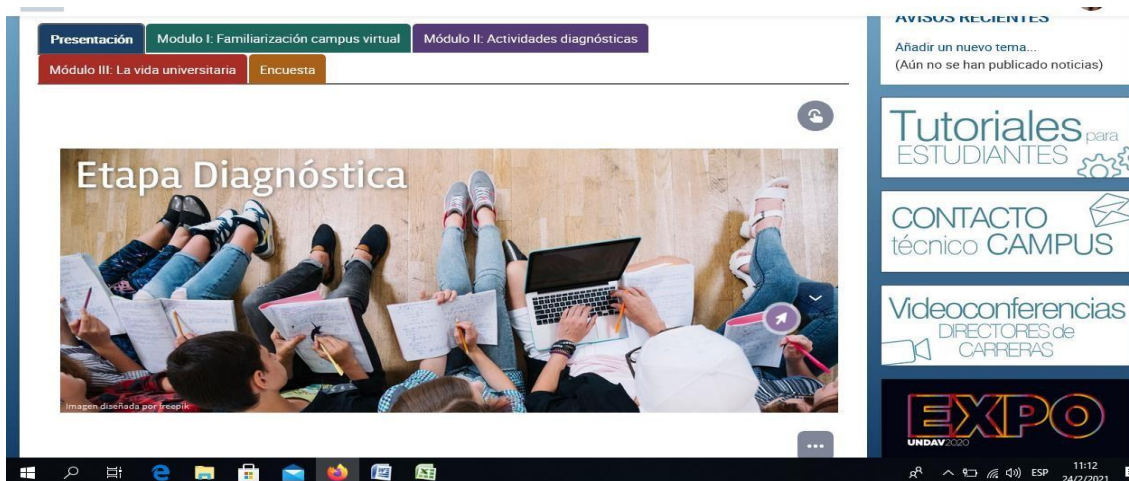 Presentación
Modulo I: Familiarización campus virtual
Módulo II: Actividades diagnósticas
Módulo III: La vida universitaria
Encuesta
Etapa Diagnóstica
Imagen diseñada por freepik
AVISOS RECIENTES
Añadir un nuevo tema...
(Aún no se han publicado noticias)
Tutoriales para
ESTUDIANTES
CONTACTO
técnico CAMPUS
Videoconferencias
DIRECTORES de
CARRERAS
EXPO
UNDAV2020
ESP
11:12
24/2/2021